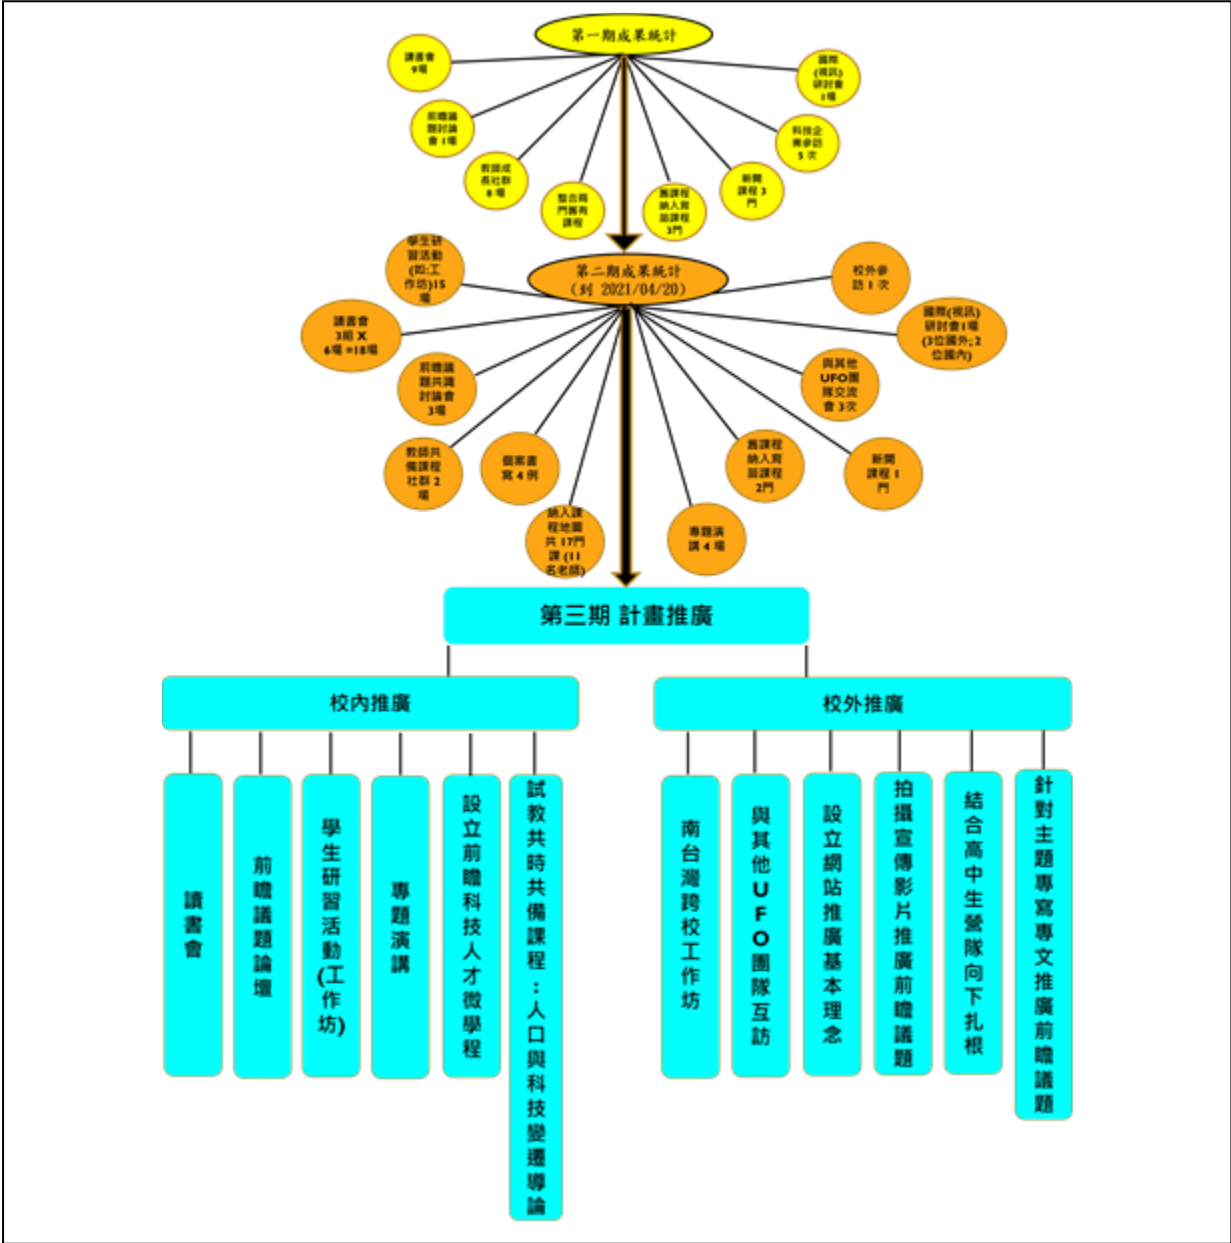 第一期成果統計
讀書會
9場
前瞻議
題討論
會 1場
教師成
長社群
8 場
整合兩
門舊有
課程
舊課程
納入育
苗課程
3門
新開
課程 3
門
科技企
業參訪
5 次
國際
(視訊)
研討會
1場
第二期成果統計
(到 2021/04/20)
學生研
習活動
(如:工
作坊)15
場
讀書會
3組 X
6場 =18場
前瞻議
題共識
討論會
3場
教師共
備課程
社群 2
場
個案書
寫 4 例
納入課
程地圖
共 17門
課 (11
名老師)
專題演
講 4 場
舊課程
納入育
苗課程
2門
新開
課程 1
門
與其他
UFO團
隊交流
會 3次
國際(視訊)
研討會1場
(3位國外; 2
位國內)
校外參
訪 1 次
第三期 計畫推廣
校內推廣
讀書會
前瞻議題論壇
學生研習活動(工作坊)
專題演講
設立前瞻科技人才微學程
試教共時共備課程:人口與科技變遷導論
校外推廣
南台灣跨校工作坊
與其他UFO團隊互訪
設立網站推廣基本理念
拍攝宣傳影片推廣前瞻議題
結合高中生營隊向下扎根
針對主題專寫專文推廣前瞻議題